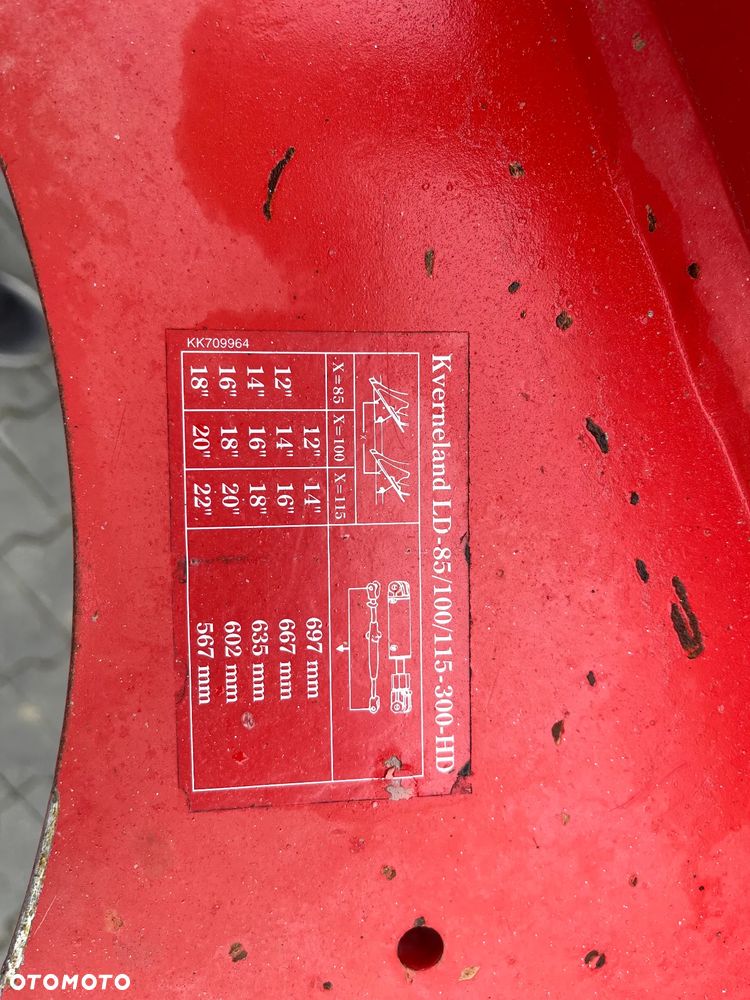 Kverneland LD-85/100/115-300-HD
X
X=85 X=100 X=115
12" 14" 697 mm
12" 14" 16" 667 mm
14" 16" 18" 635 mm
16" 18" 20" 602 mm
18" 20" 22" 567 mm
KK709964
OTOMOTO